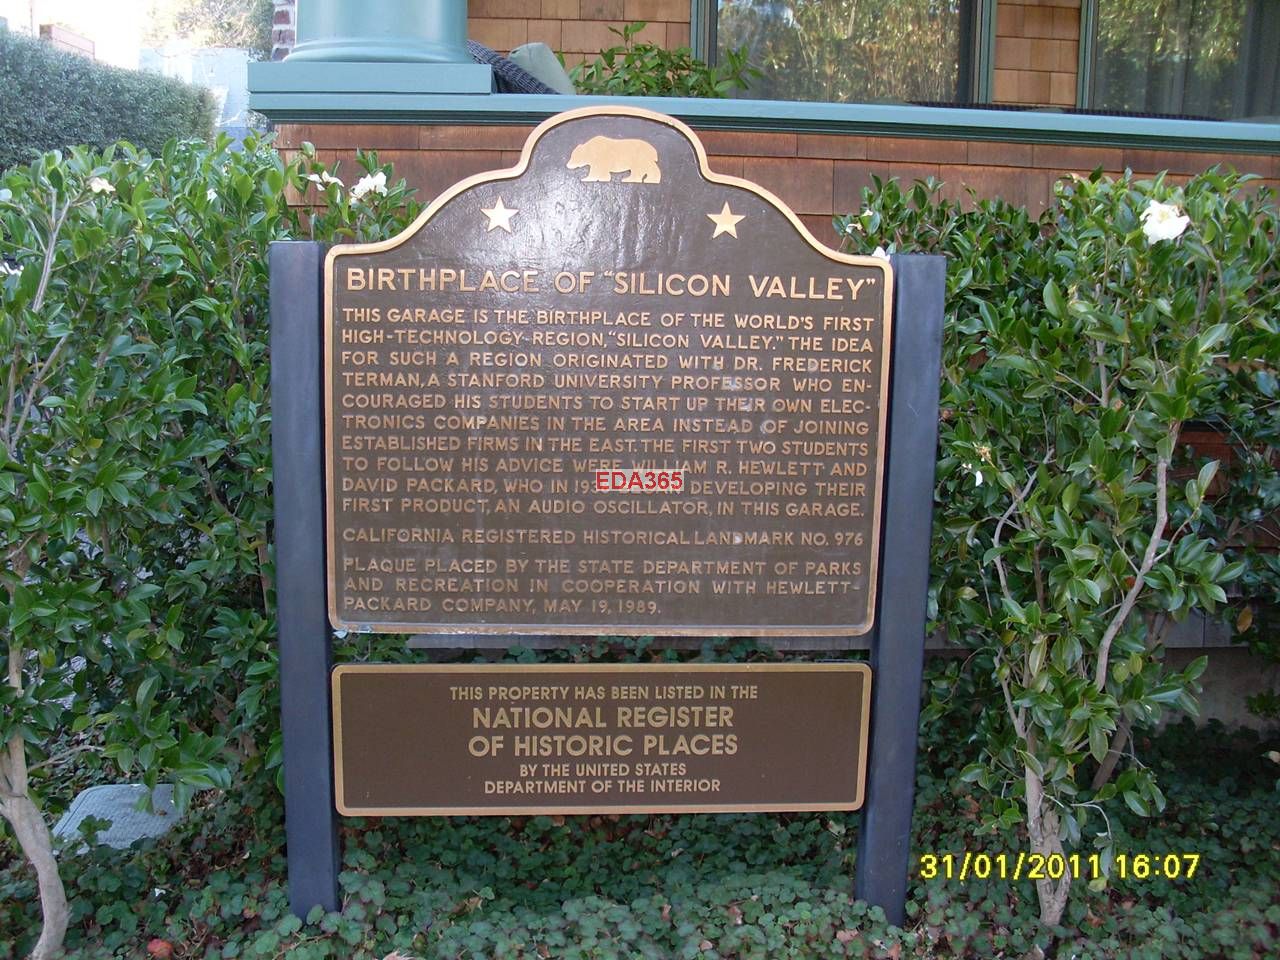 BIRTHPLACE OF "SILICON VALLEY"
THIS GARAGE IS THE BIRTHPLACE OF THE WORLD'S FIRST
HIGH-TECHNOLOGY REGION, "SILICON VALLEY." THE IDEA
FOR SUCH A REGION ORIGINATED WITH DR. FREDERICK
TERMAN, A STANFORD UNIVERSITY PROFESSOR WHO EN-
COURAGED HIS STUDENTS TO START UP THEIR OWN ELEC-
TRONICS COMPANIES IN THE AREA INSTEAD OF JOINING
ESTABLISHED FIRMS IN THE EAST. THE FIRST TWO STUDENTS
TO FOLLOW HIS ADVICE WERE WILLIAM R. HEWLETT AND
DAVID PACKARD, WHO IN DEVELOPING THEIR
EDA365
FIRST PRODUCT, AN AUDIO OSCILLATOR, IN THIS GARAGE.
CALIFORNIA REGISTERED HISTORICAL LANDMARK NO. 976
PLAQUE PLACED BY THE STATE DEPARTMENT OF PARKS
AND RECREATION IN COOPERATION WITH HEWLETT-
PACKARD COMPANY, MAY 19, 1989.
THIS PROPERTY HAS BEEN LISTED IN THE
NATIONAL REGISTER
OF HISTORIC PLACES
BY THE UNITED STATES
DEPARTMENT OF THE INTERIOR
31/01/2011 16:07